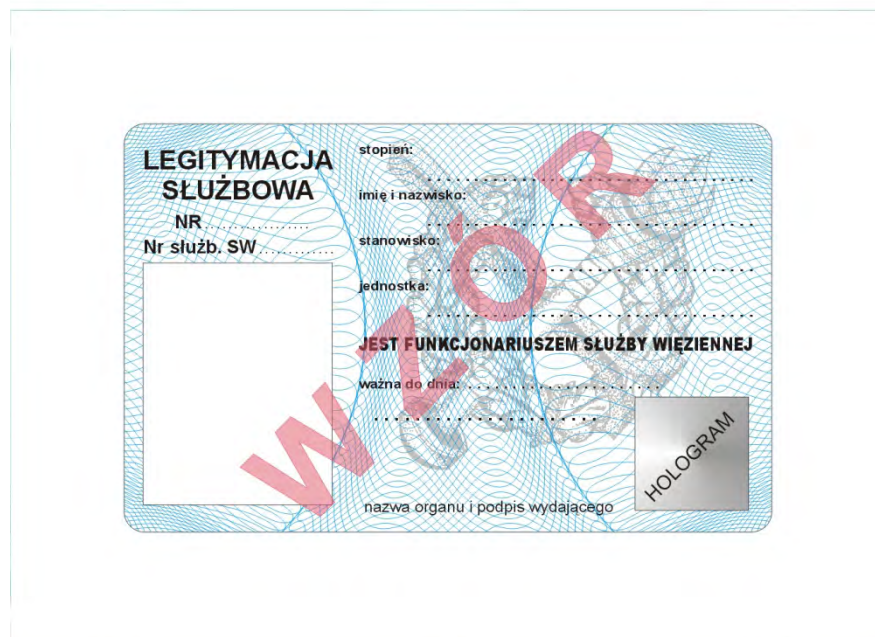 LEGITYMACJA
SŁUŻBOWA
NR..................
Nr służb. SW.............
stopień:
imię i nazwisko:
stanowisko:
jednostka:
JEST FUNKCJONARIUSZEM SŁUŻBY WIĘZIENNEJ
ważna do dnia: ..............................
nazwa organu i podpis wydającego
HOLOGRAM
WZÓR